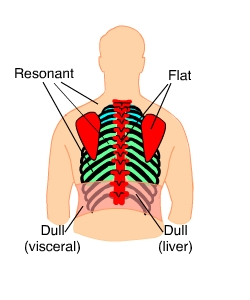 Resonant
Flat
Dull
(visceral)
Dull
(liver)